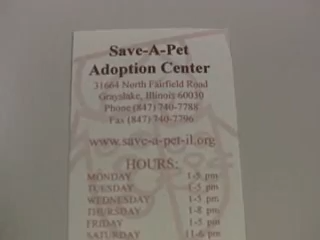 Save-A-Pet
Adoption Center
31664 North Fairfield Road
Grayslake, Illinois 60030
Phone (847) 740-7788
Fax (847) 740-7796
www.save-a-pet-il.org
HOURS:
MONDAY 1-5 pm
TUESDAY 1-5 pm
WEDNESDAY 1-5 pm
THURSDAY 1-8 pm
FRIDAY 1-5 pm
SATURDAY 11-6 pm